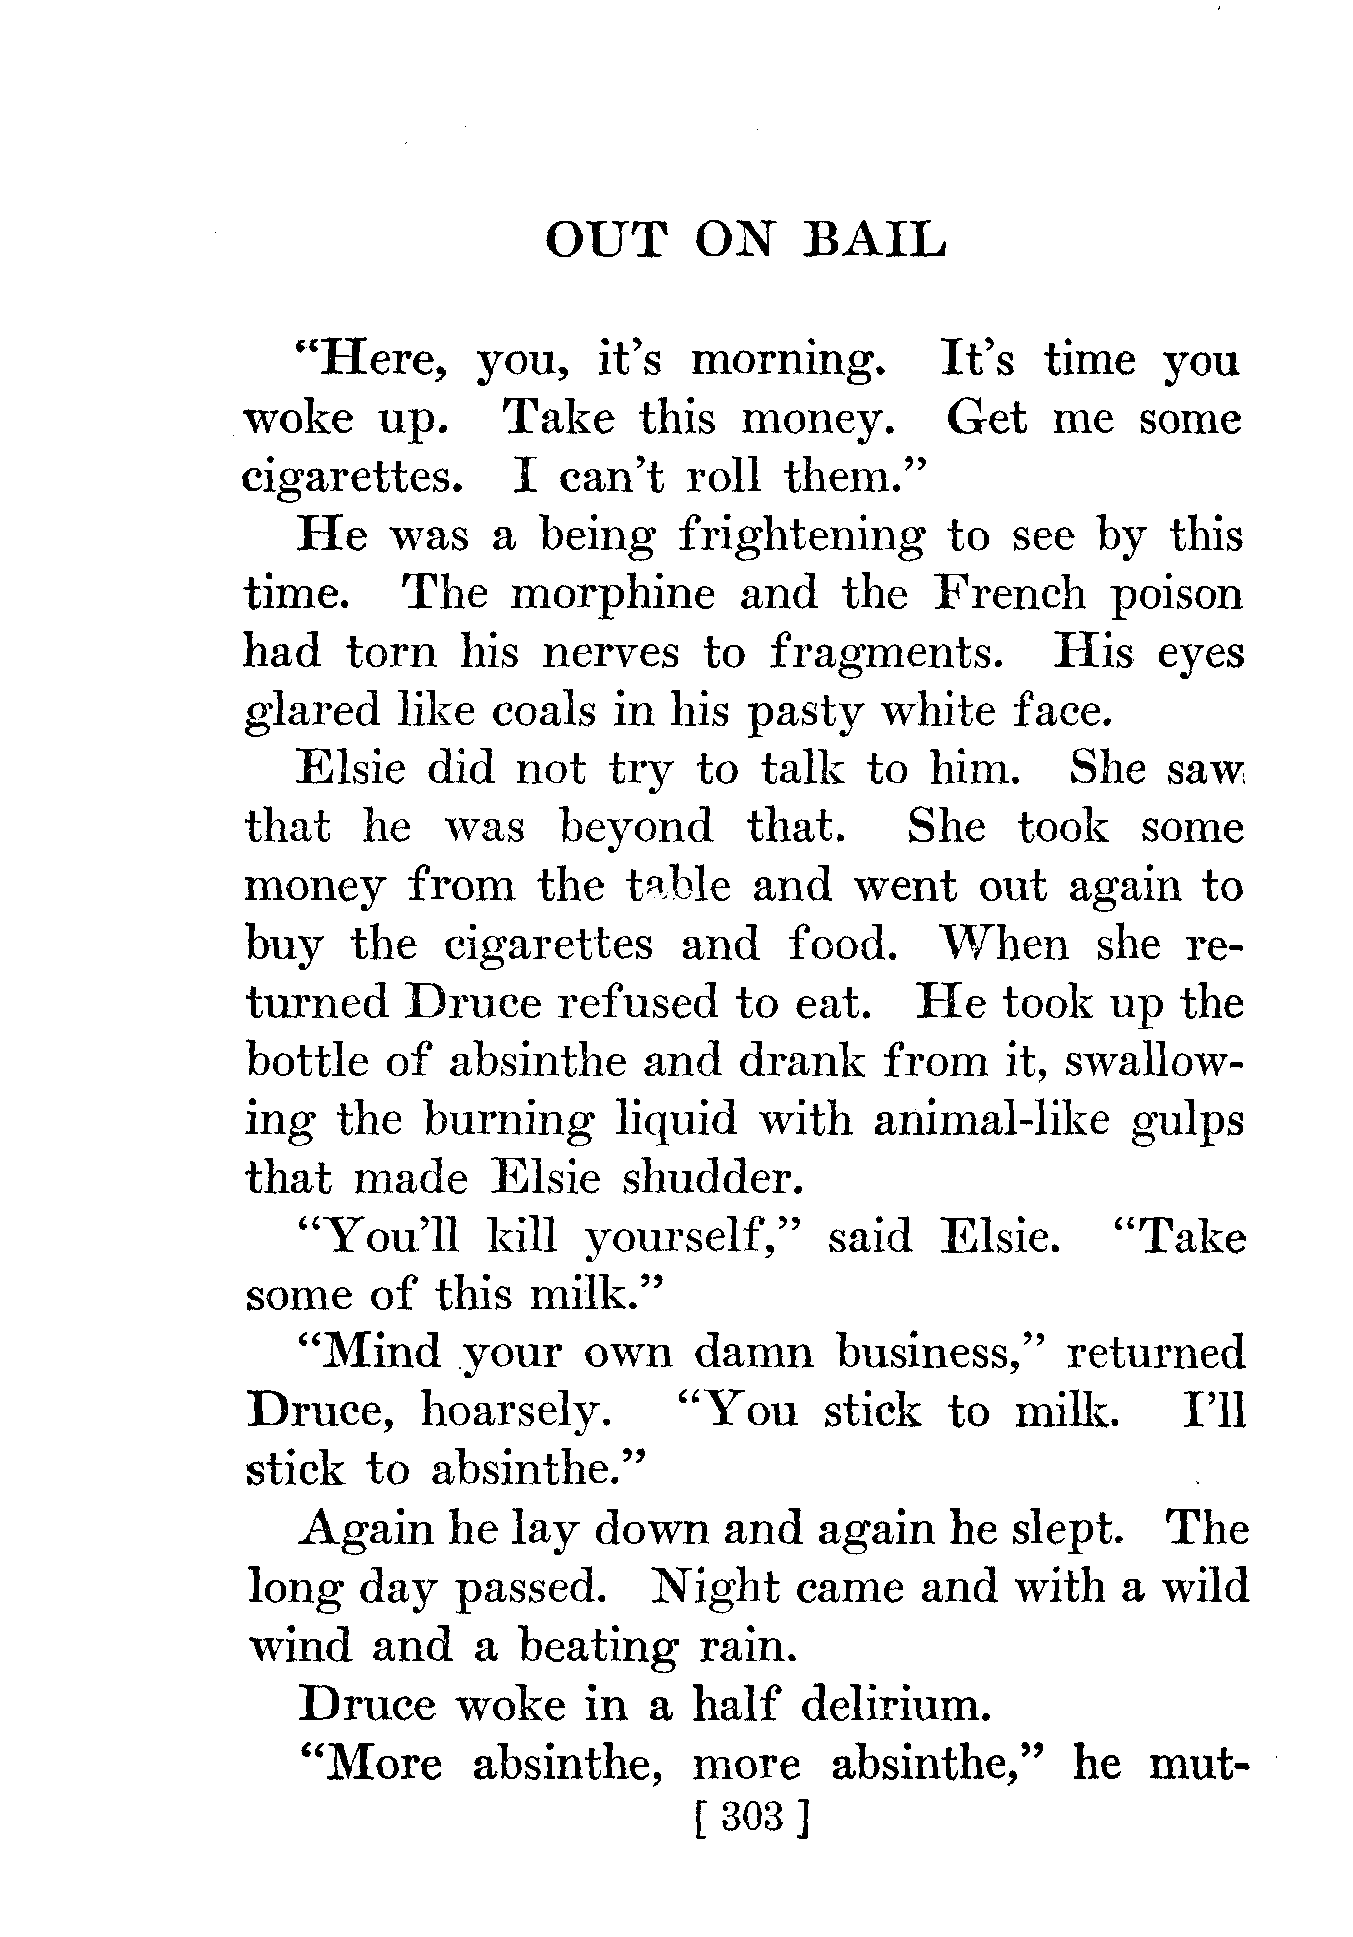 OUT ON BAIL
“Here, you, it’s morning. It’s time you
woke up. Take this money. Get me some
cigarettes. I can’t roll them.”
He was a being frightening to see by this
time. The morphine and the French poison
had torn his nerves to fragments. His eyes
glared like coals in his pasty white face.
Elsie did not try to talk to him. She saw
that he was beyond that. She took some
money from the table and went out again to
buy the cigarettes and food. When she re-
turned Druce refused to eat. He took up the
bottle of absinthe and drank from it, swallow-
ing the burning liquid with animal-like gulps
that made Elsie shudder.
“You’ll kill yourself,” said Elsie. “Take
some of this milk.”
“Mind your own damn business,” returned
Druce, hoarsely. “You stick to milk. I’ll
stick to absinthe.”
Again he lay down and again he slept. The
long day passed. Night came and with a wild
wind and a beating rain.
Druce woke in a half delirium.
“More absinthe, more absinthe,” he mut-
[ 303 ]